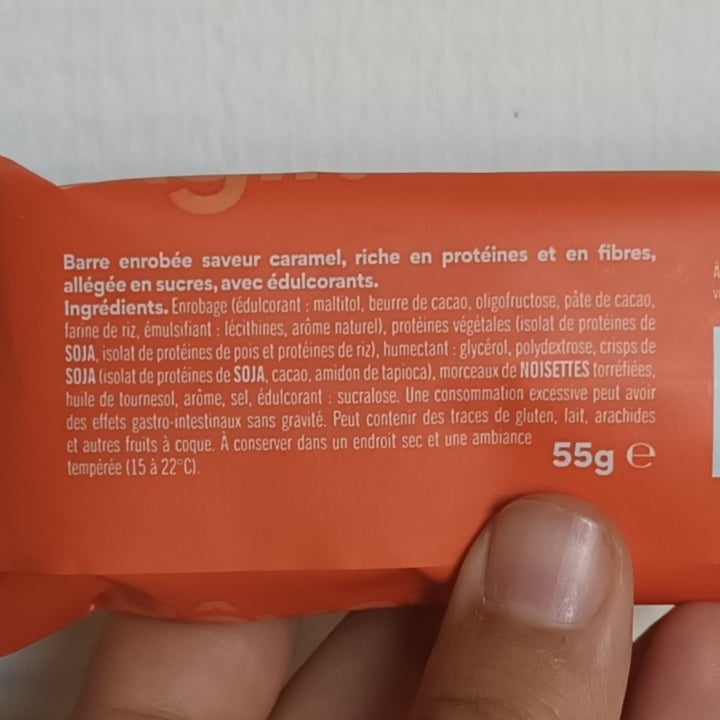 Barre enrobée saveur caramel, riche en protéines et en fibres,
allégée en sucres, avec édulcorants.
Ingrédients. Enrobage (édulcorant : maltitol, beurre de cacao, oligofructose, pâte de cacao,
farine de riz, émulsifiant : lécithines, arôme naturel), protéines végétales (isolat de protéines de
SOJA, isolat de protéines de pois et protéines de riz), humectant : glycérol, polydextrose, crisps de
SOJA (isolat de protéines de SOJA, cacao, amidon de tapioca), morceaux de NOISETTES torréfiées,
huile de tournesol, arôme, sel, édulcorant : sucralose. Une consommation excessive peut avoir
des effets gastro-intestinaux sans gravité. Peut contenir des traces de gluten, lait, arachides
et autres fruits à coque. À conserver dans un endroit sec et une ambiance
tempérée (15 à 22°C).
55g e